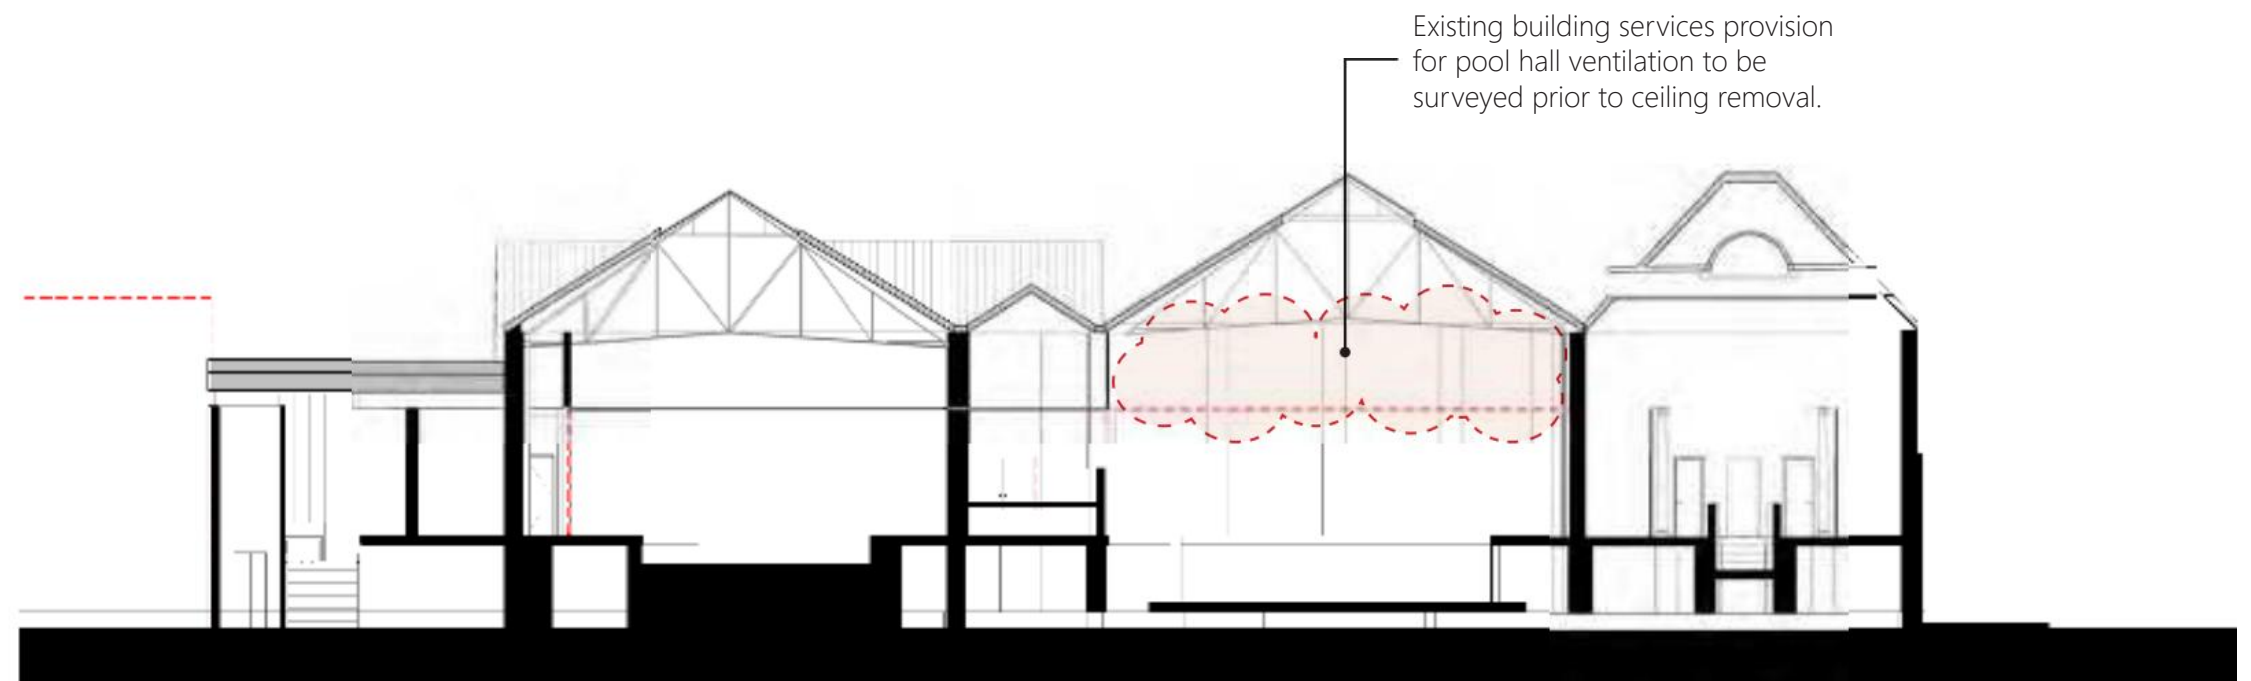 Existing building services provision
for pool hall ventilation to be
surveyed prior to ceiling removal.